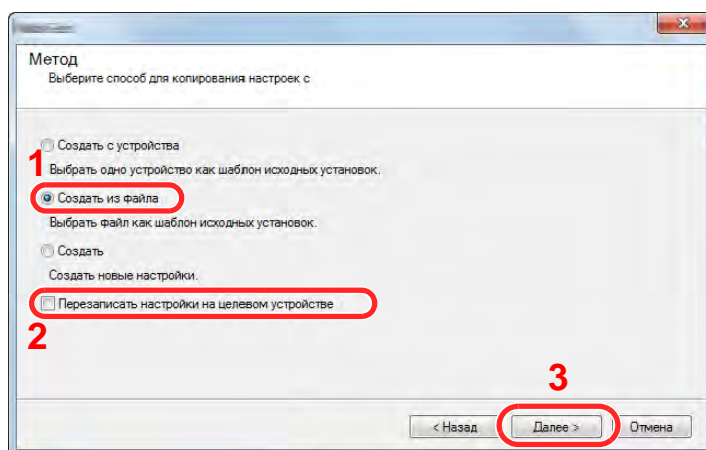 Метод
Выберите способ для копирования настроек с
Создать с устройства
1
Выбрать одно устройство как шаблон исходных установок.
Создать из файла
Выбрать файл как шаблон исходных установок.
Создать
Создать новые настройки.
Перезаписать настройки на целевом устройстве
2
3
< Назад
Далее >
Отмена